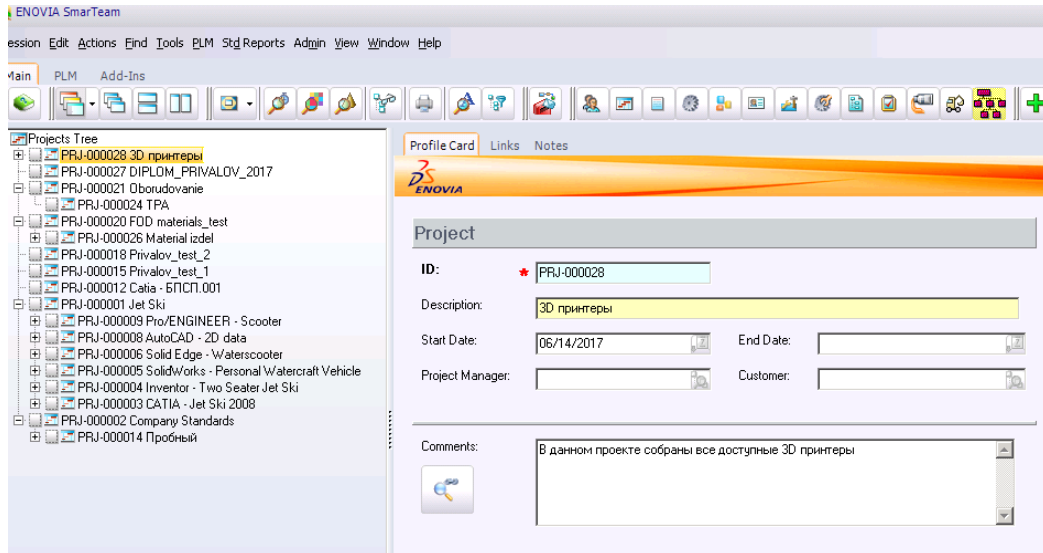 ENOVIA SmarTeam
ession Edit Actions Find Tools PLM Std Reports Admin View Window Help
Main PLM Add-Ins
Projects Tree
PRJ-000028 3D принтеры
PRJ-000027 DIPLOM_PRIVALOV_2017
PRJ-000021 Oborudovanie
PRJ-000024 TPA
PRJ-000020 FOD materials_test
PRJ-000026 Material izdel
PRJ-000018 Privalov_test_2
PRJ-000015 Privalov_test_1
PRJ-000012 Catia - БПСП.001
PRJ-000001 Jet Ski
PRJ-000009 Pro/ENGINEER - Scooter
PRJ-000008 AutoCAD - 2D data
PRJ-000006 Solid Edge - Waterscooter
PRJ-000005 SolidWorks - Personal Watercraft Vehicle
PRJ-000004 Inventor - Two Seater Jet Ski
PRJ-000003 CATIA - Jet Ski 2008
PRJ-000002 Company Standards
PRJ-000014 Пробный
Profile Card Links Notes
ENOVIA
Project
ID: * PRJ-000028
Description: 3D принтеры
Start Date: 06/14/2017 End Date:
Project Manager: Customer:
Comments: В данном проекте собраны все доступные 3D принтеры